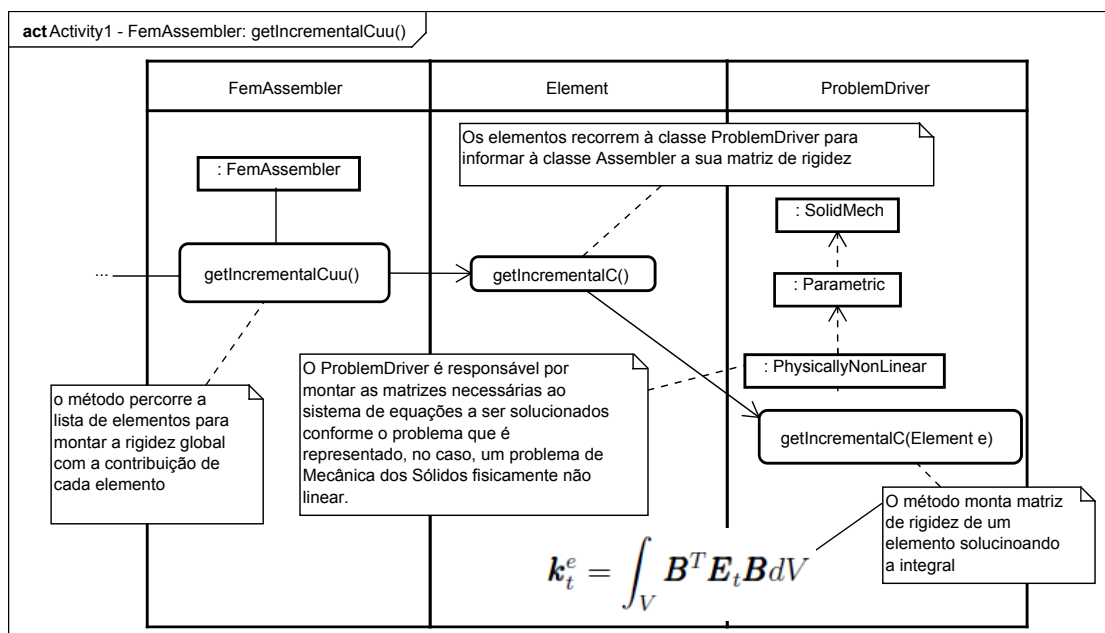 act Activity1 - FemAssembler: getIncrementalCuu()
FemAssembler
Element
ProblemDriver
Os elementos recorrem à classe ProblemDriver para
informar à classe Assembler a sua matriz de rigidez
: FemAssembler
: SolidMech
...
getIncrementalCuu()
getIncrementalC()
: Parametric
O ProblemDriver é responsável por
montar as matrizes necessárias ao
sistema de equações a ser solucionados
conforme o problema que é
representado, no caso, um problema de
Mecânica dos Sólidos fisicamente não
linear.
: PhysicallyNonLinear
o método percorre a
lista de elementos para
montar a rigidez global
com a contribuição de
cada elemento
getIncrementalC(Element e)
O método monta matriz
de rigidez de um
elemento solucinoando
a integral
k_t^e = ∫_V B^T E_t B dV